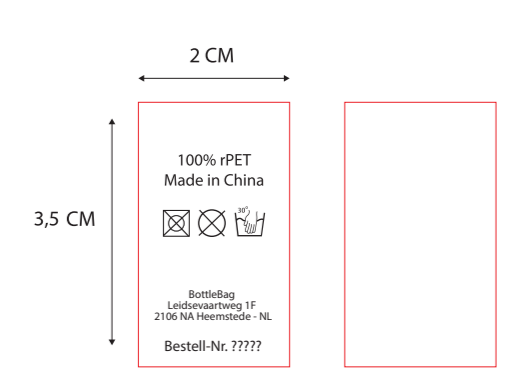 2 CM
3,5 CM
100% rPET
Made in China
30°
BottleBag
Leidsevaartweg 1F
2106 NA Heemstede - NL
Bestell-Nr. ?????